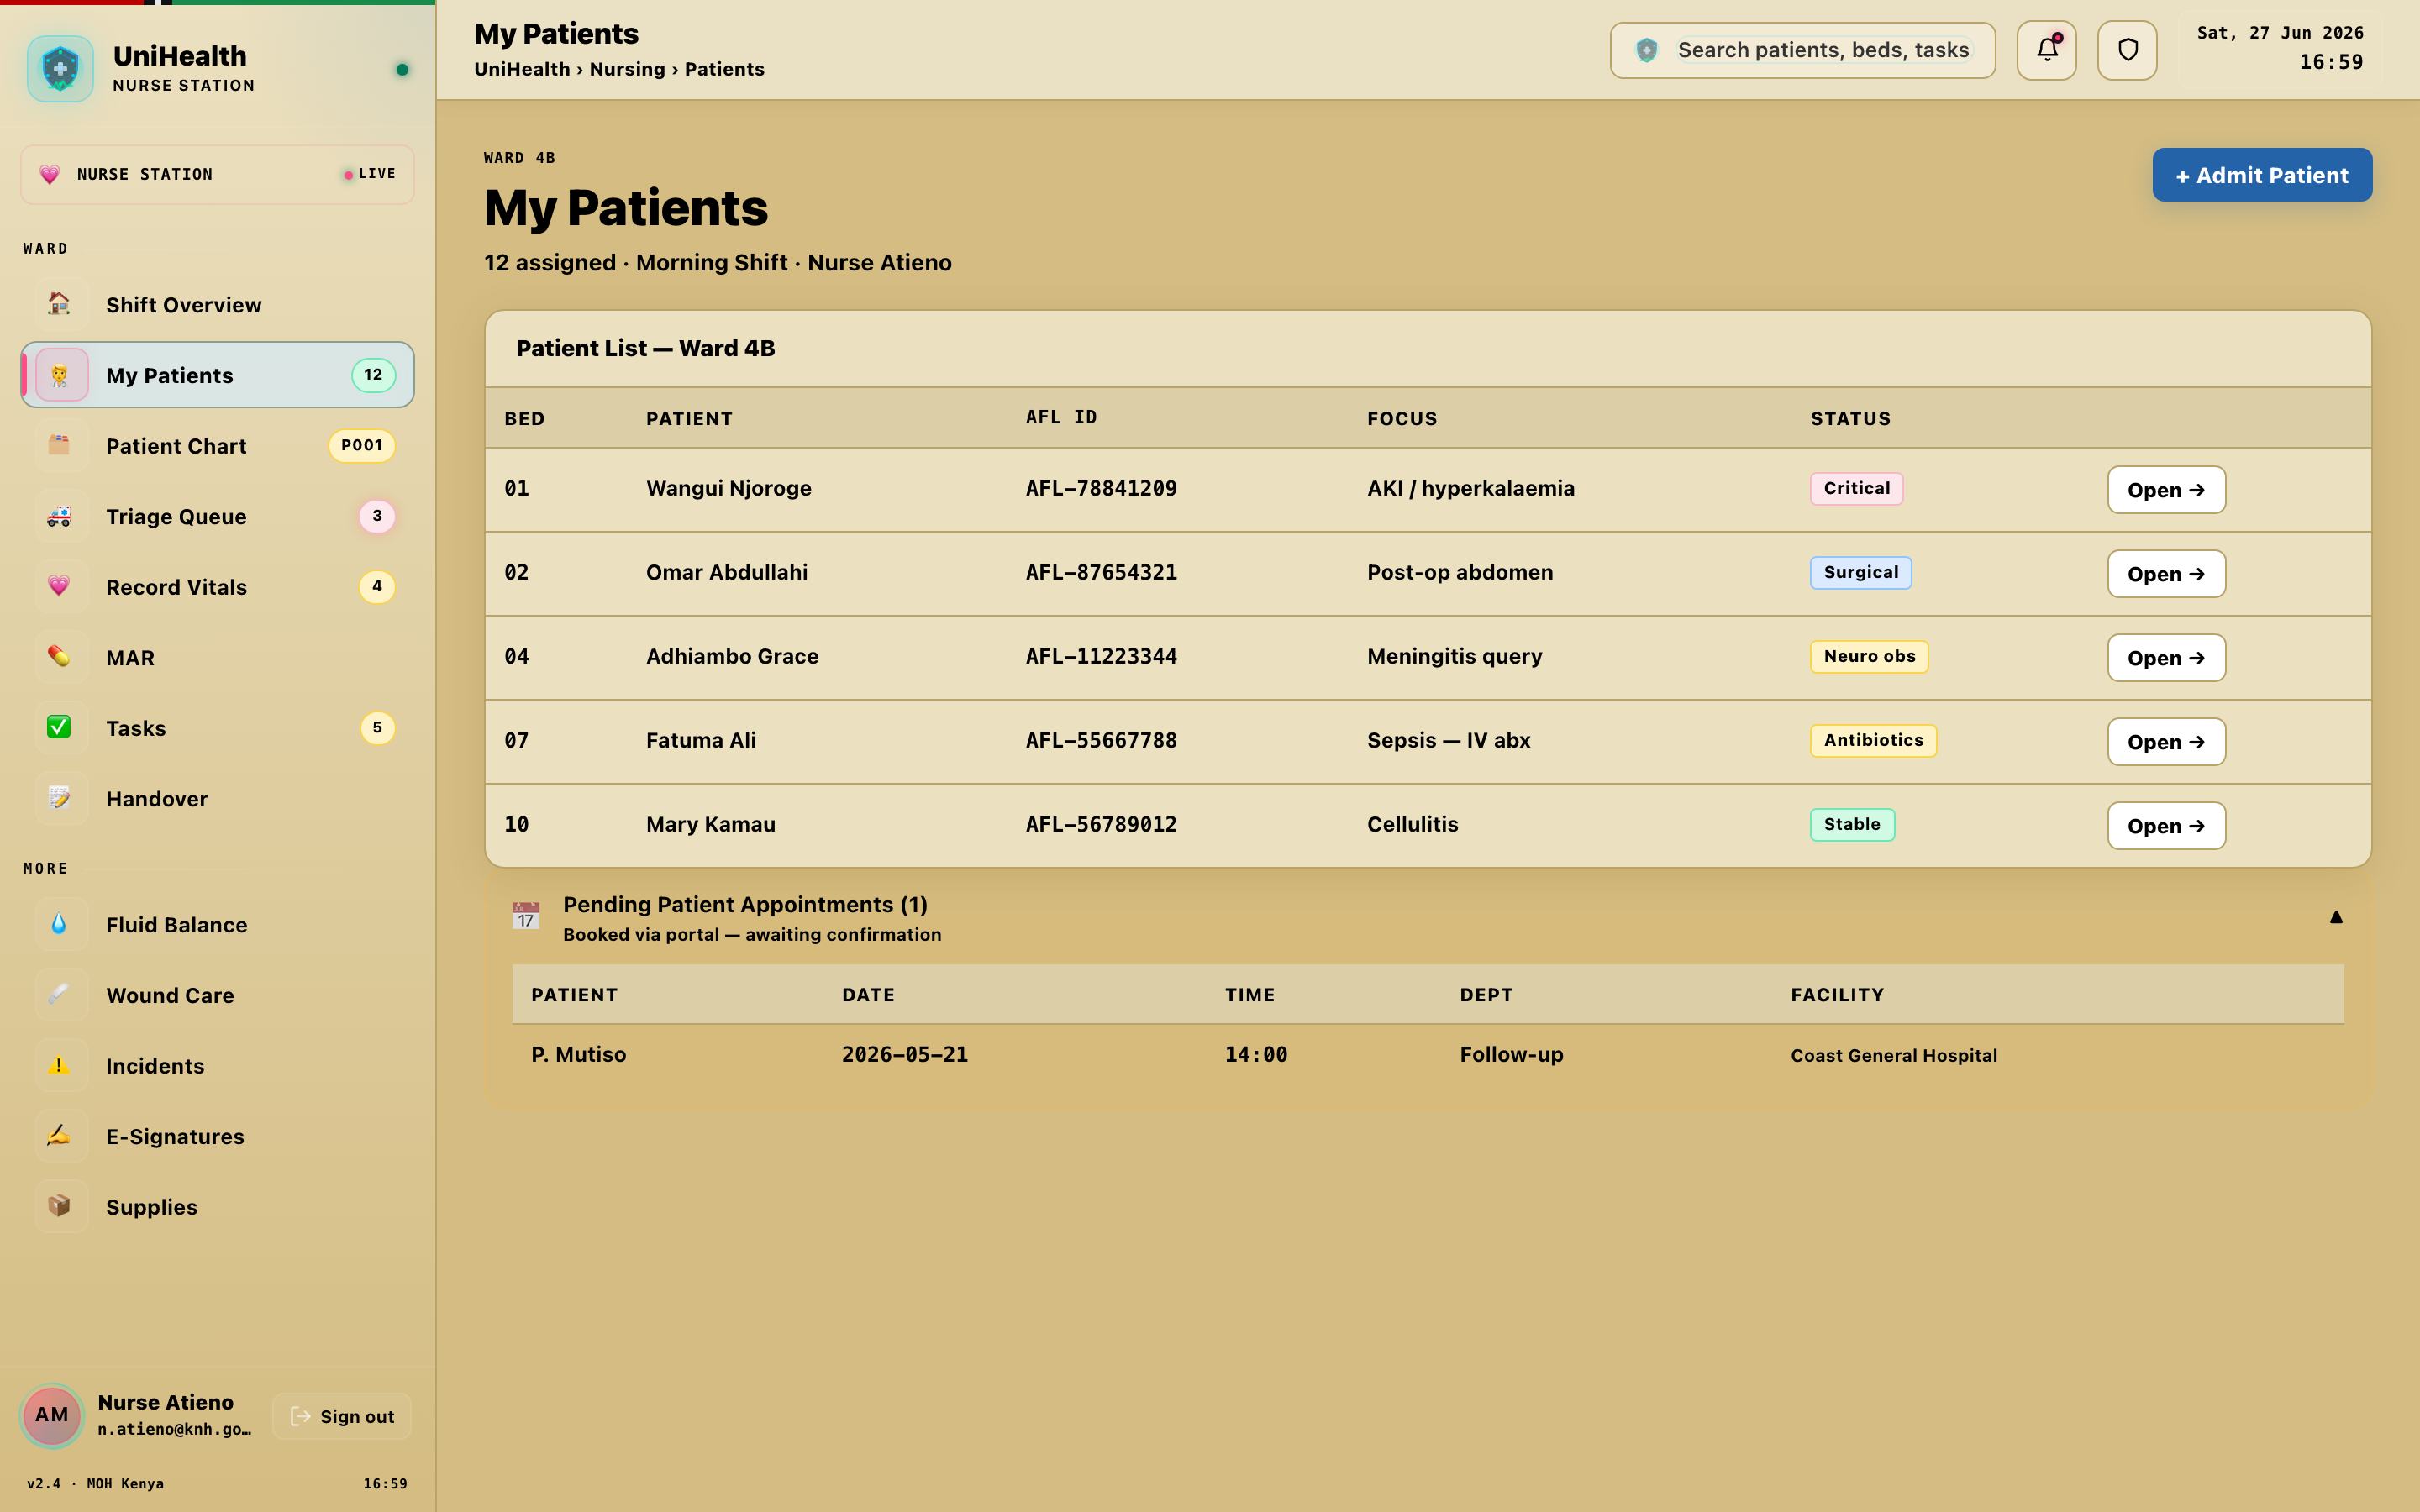 UniHealth
NURSE STATION
NURSE STATION
LIVE
WARD
Shift Overview
My Patients 12
Patient Chart P001
Triage Queue 3
Record Vitals 4
MAR
Tasks 5
Handover
MORE
Fluid Balance
Wound Care
Incidents
E-Signatures
Supplies
AM
Nurse Atieno
n.atieno@knh.go…
Sign out
v2.4 · MOH Kenya 16:59
My Patients
UniHealth › Nursing › Patients
Search patients, beds, tasks
Sat, 27 Jun 2026
16:59
WARD 4B
My Patients
12 assigned · Morning Shift · Nurse Atieno
+ Admit Patient
Patient List — Ward 4B
BED PATIENT AFL ID FOCUS STATUS
01 Wangui Njoroge AFL-78841209 AKI / hyperkalaemia Critical Open →
02 Omar Abdullahi AFL-87654321 Post-op abdomen Surgical Open →
04 Adhiambo Grace AFL-11223344 Meningitis query Neuro obs Open →
07 Fatuma Ali AFL-55667788 Sepsis — IV abx Antibiotics Open →
10 Mary Kamau AFL-56789012 Cellulitis Stable Open →
17
Pending Patient Appointments (1)
Booked via portal — awaiting confirmation
▲
PATIENT DATE TIME DEPT FACILITY
P. Mutiso 2026-05-21 14:00 Follow-up Coast General Hospital